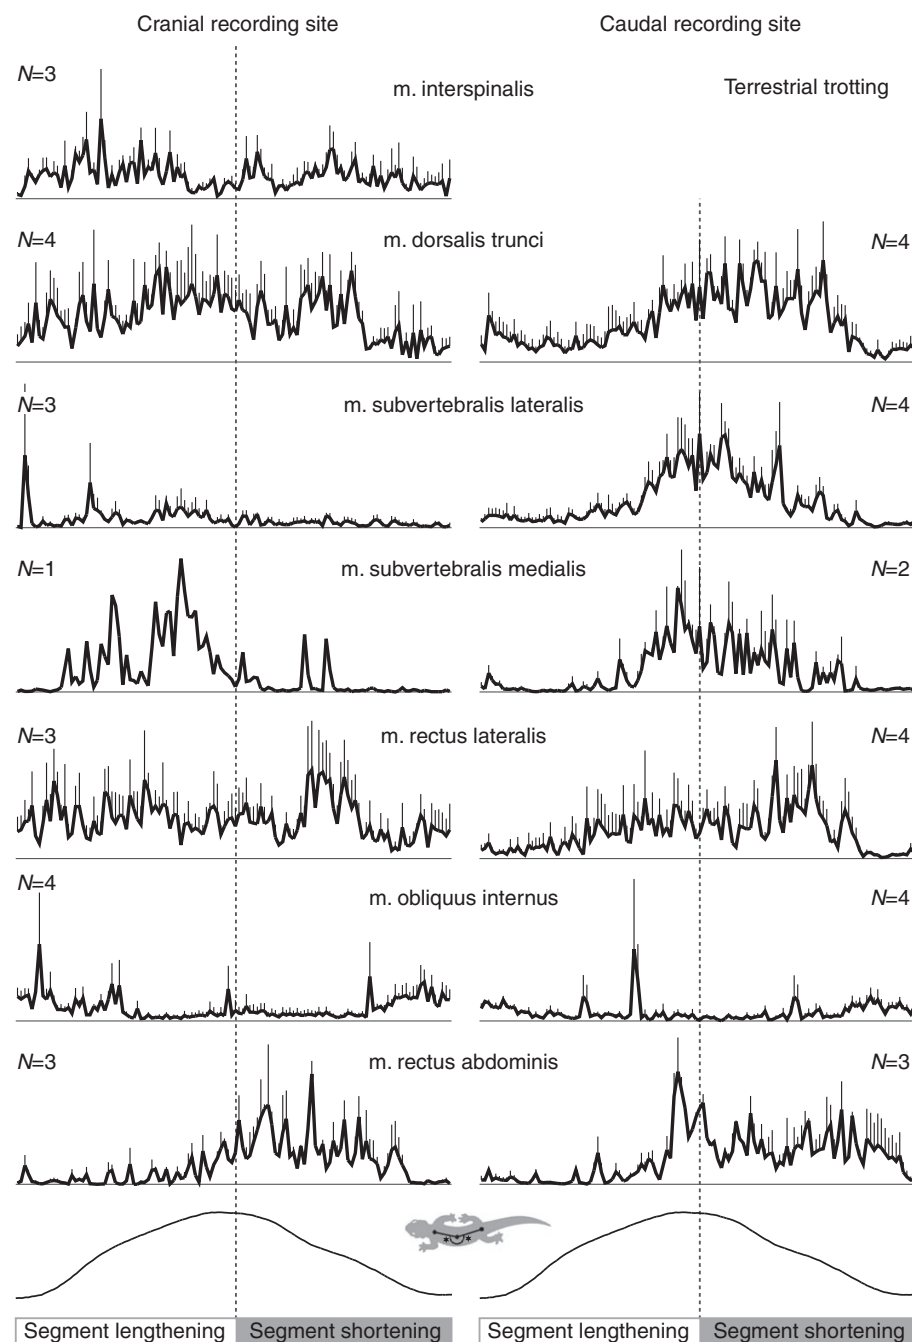 Cranial recording site Caudal recording site
N=3 m. interspinalis Terrestrial trotting
N=4 m. dorsalis trunci N=4
N=3 m. subvertebralis lateralis N=4
N=1 m. subvertebralis medialis N=2
N=3 m. rectus lateralis N=4
N=4 m. obliquus internus N=4
N=3 m. rectus abdominis N=3
* *
Segment lengthening Segment shortening Segment lengthening Segment shortening